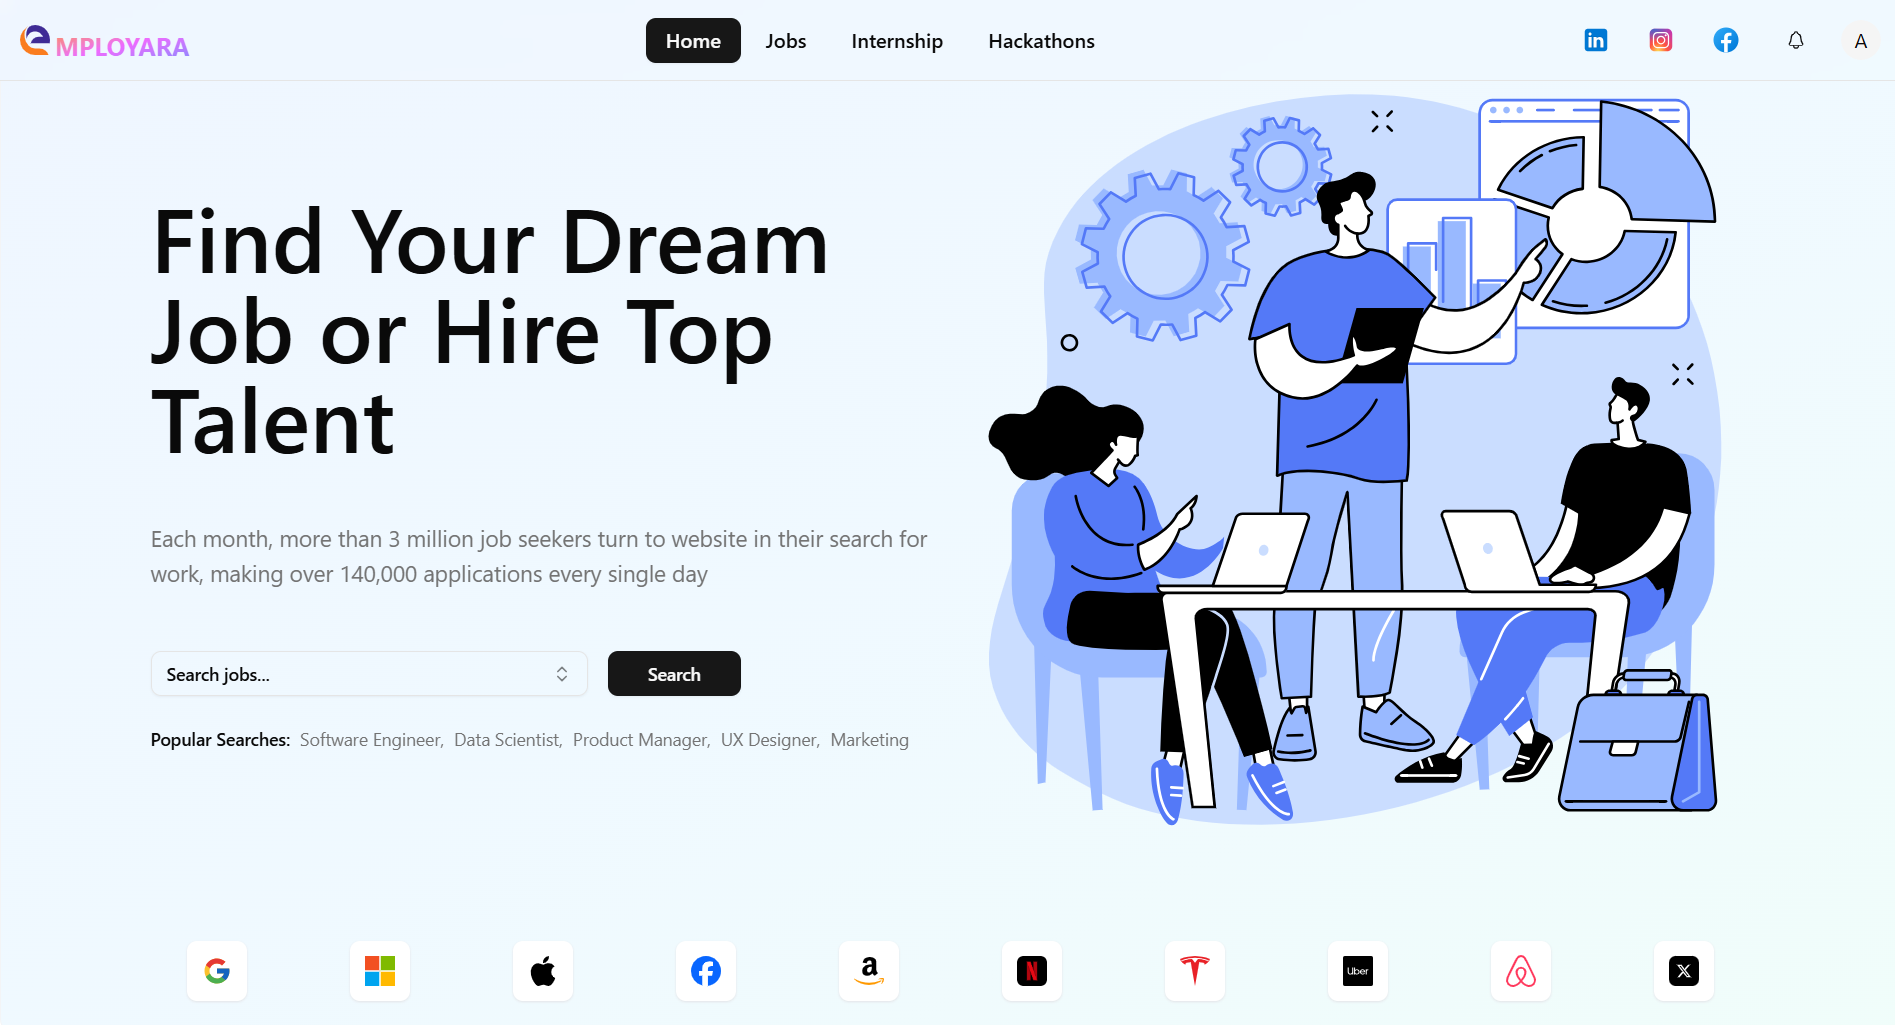 eMPLOYARA
Home Jobs Internship Hackathons
A
Find Your Dream
Job or Hire Top
Talent
Each month, more than 3 million job seekers turn to website in their search for
work, making over 140,000 applications every single day
Search jobs...
Search
Popular Searches: Software Engineer, Data Scientist, Product Manager, UX Designer, Marketing
Uber